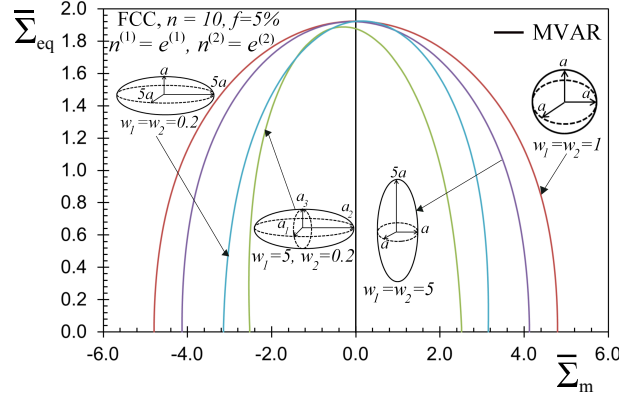 Σ̅eq
2.0
1.8
1.6
1.4
1.2
1.0
0.8
0.6
0.4
0.2
0.0
-6.0 -4.0 -2.0 0.0 2.0 4.0 6.0
Σ̅m
FCC, n = 10, f=5%
n⁽¹⁾ = e⁽¹⁾, n⁽²⁾ = e⁽²⁾
MVAR
a
5a
5a
w₁=w₂=0.2
a₃
a₂
a₁
w₁=5, w₂=0.2
5a
a
a
w₁=w₂=5
a
a
a
w₁=w₂=1